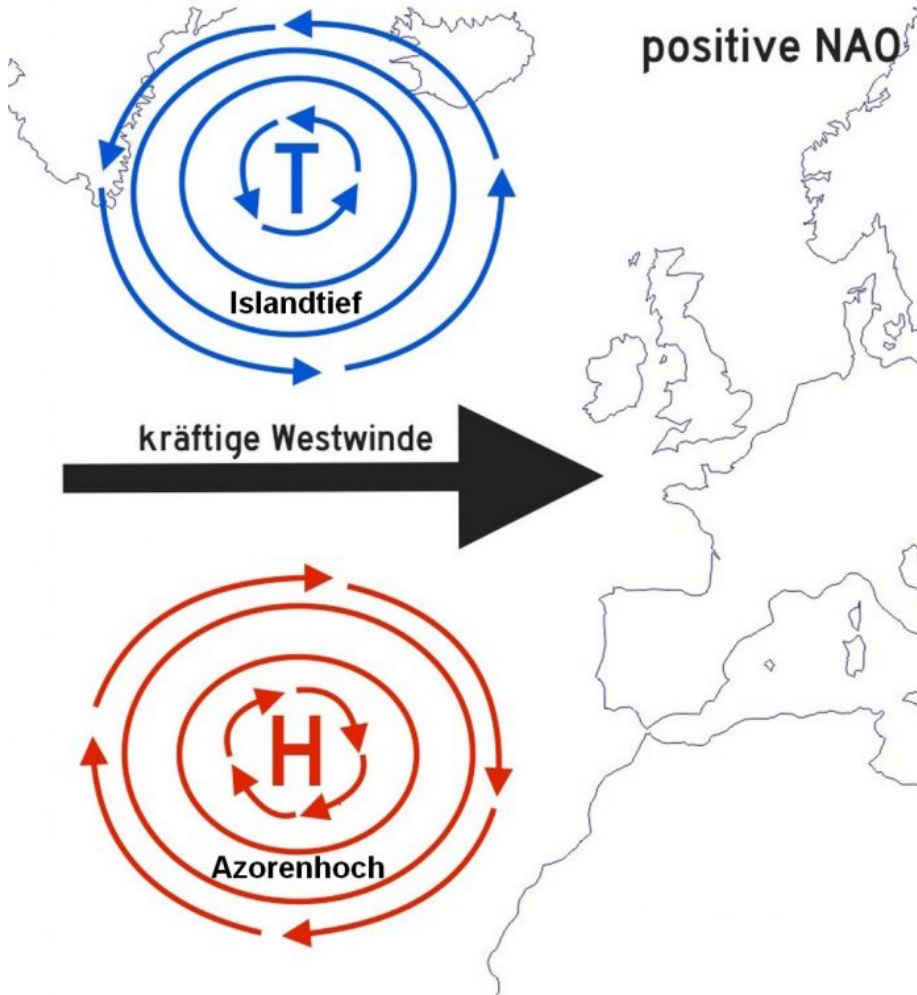 positive NAO
T
Islandtief
kräftige Westwinde
H
Azorenhoch